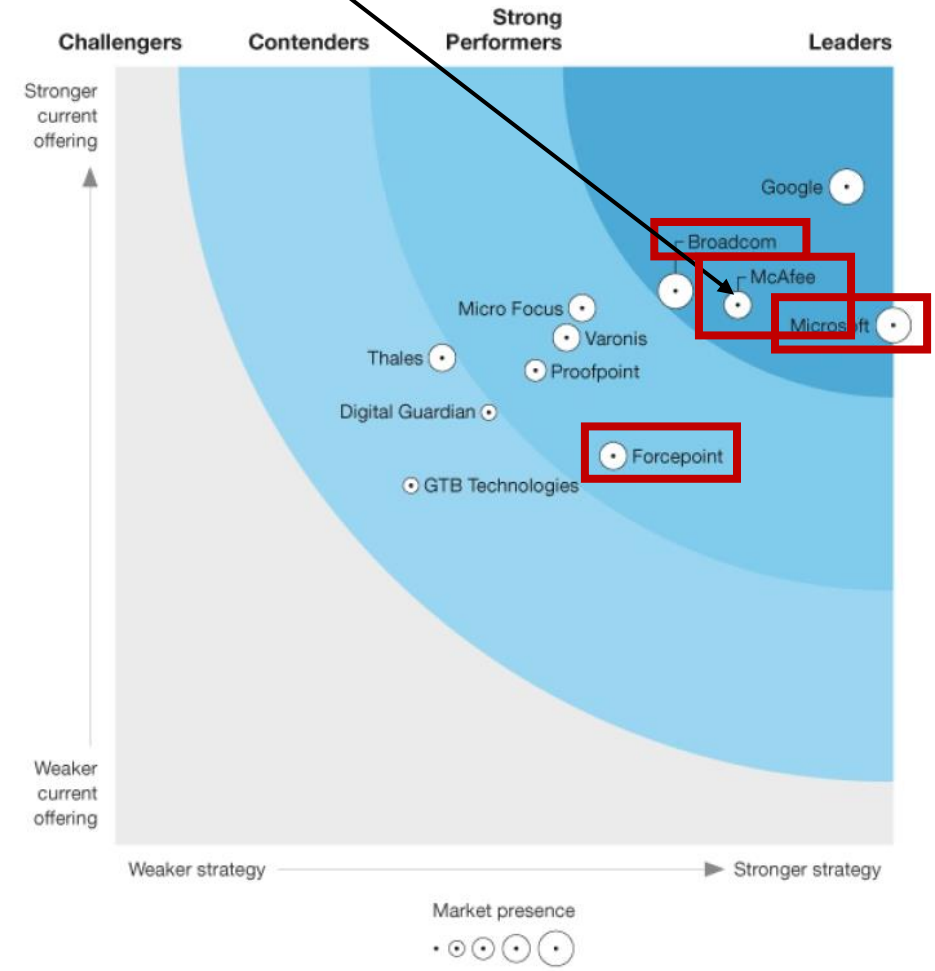 Strong
Challengers Contenders Performers Leaders
Stronger
current
offering
Google
Broadcom
McAfee
Micro Focus
Microsoft
Varonis
Thales
Proofpoint
Digital Guardian
Forcepoint
GTB Technologies
Weaker
current
offering
Weaker strategy Stronger strategy
Market presence